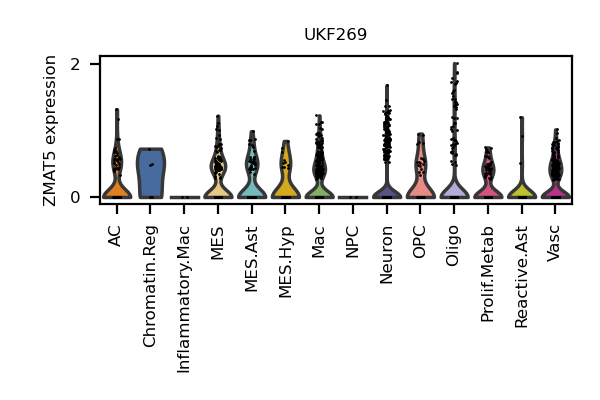 UKF269
ZMAT5 expression
2
0
AC
Chromatin.Reg
Inflammatory.Mac
MES
MES.Ast
MES.Hyp
Mac
NPC
Neuron
OPC
Oligo
Prolif.Metab
Reactive.Ast
Vasc